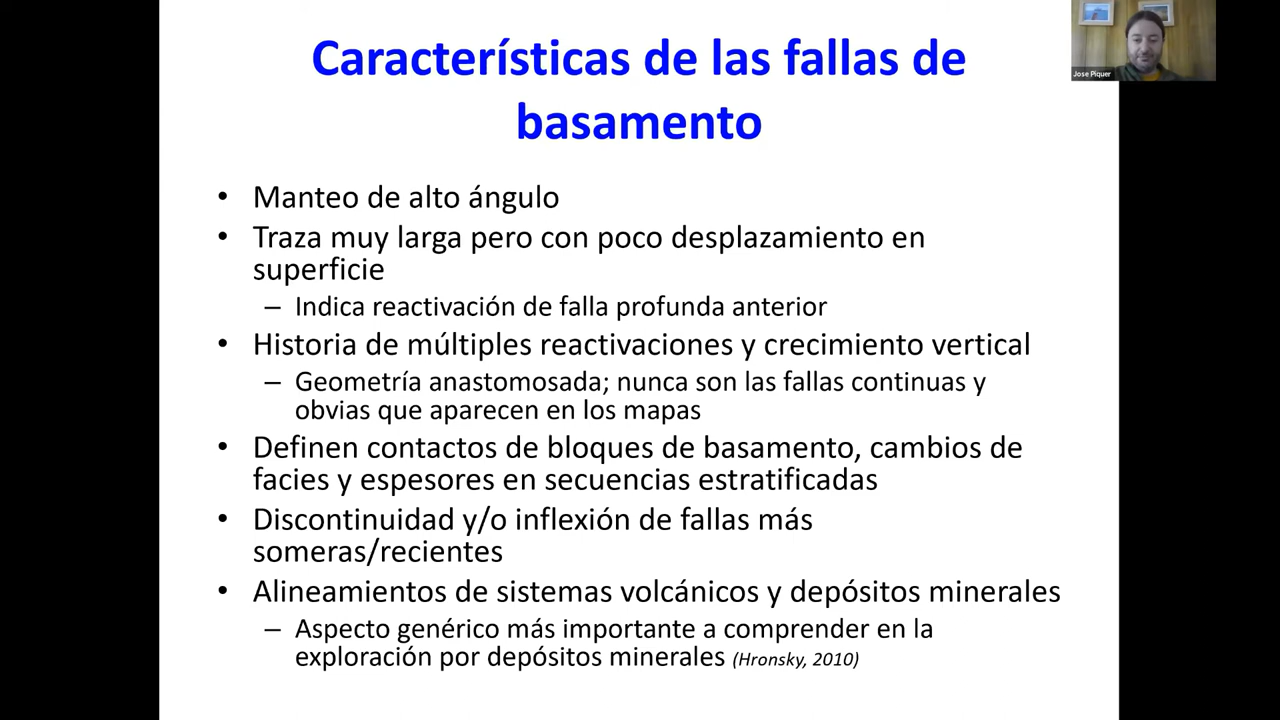 Características de las fallas de
basamento
Jose Piquer
• Manteo de alto ángulo
• Traza muy larga pero con poco desplazamiento en
superficie
– Indica reactivación de falla profunda anterior
• Historia de múltiples reactivaciones y crecimiento vertical
– Geometría anastomosada; nunca son las fallas continuas y
obvias que aparecen en los mapas
• Definen contactos de bloques de basamento, cambios de
facies y espesores en secuencias estratificadas
• Discontinuidad y/o inflexión de fallas más
someras/recientes
• Alineamientos de sistemas volcánicos y depósitos minerales
– Aspecto genérico más importante a comprender en la
exploración por depósitos minerales (Hronsky, 2010)